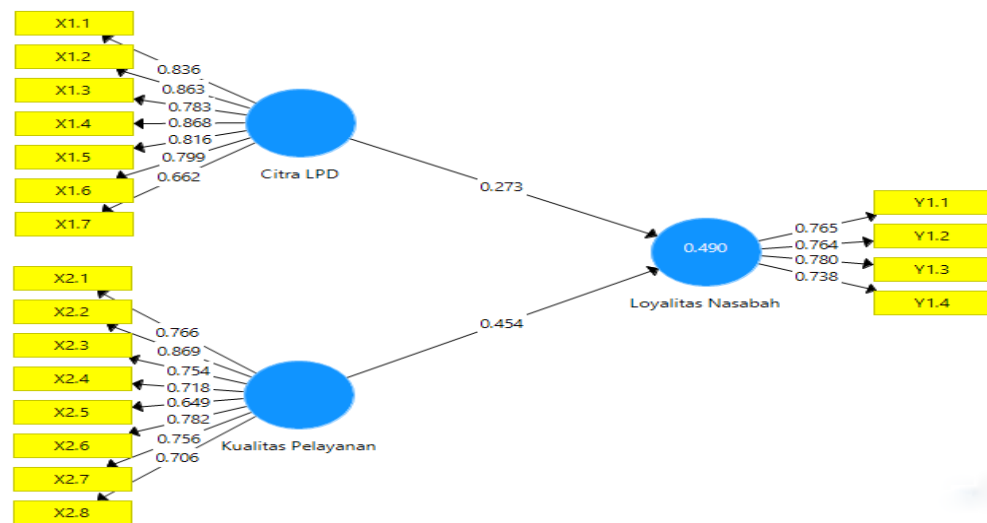 X1.1
X1.2
X1.3
X1.4
X1.5
X1.6
X1.7
0.836
0.863
0.783
0.868
0.816
0.799
0.662
Citra LPD
0.273
X2.1
X2.2
X2.3
X2.4
X2.5
X2.6
X2.7
X2.8
0.766
0.869
0.754
0.718
0.649
0.782
0.756
0.706
Kualitas Pelayanan
0.454
0.490
Loyalitas Nasabah
0.765
0.764
0.780
0.738
Y1.1
Y1.2
Y1.3
Y1.4